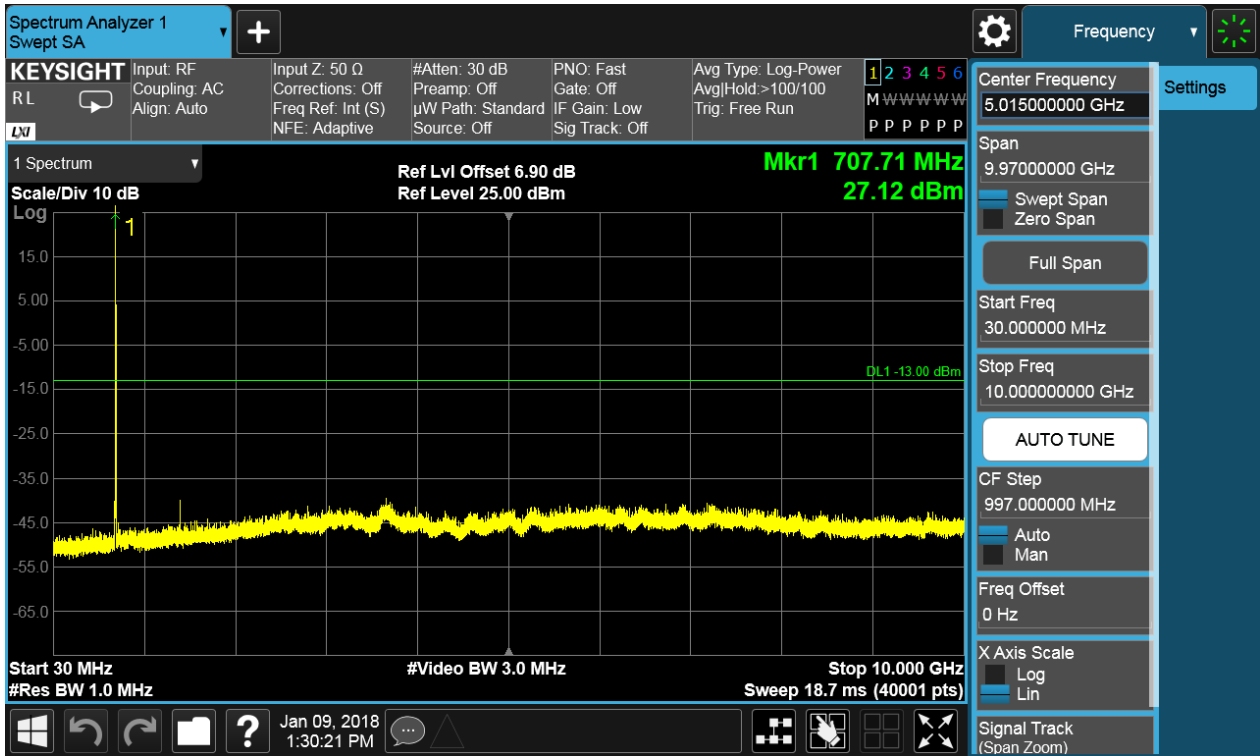 Spectrum Analyzer 1
Swept SA
Frequency
KEYSIGHT
RL
LXI
Input: RF
Coupling: AC
Align: Auto
Input Z: 50 Ω
Corrections: Off
Freq Ref: Int (S)
NFE: Adaptive
#Atten: 30 dB
Preamp: Off
µW Path: Standard
Source: Off
PNO: Fast
Gate: Off
IF Gain: Low
Sig Track: Off
Avg Type: Log-Power
Avg|Hold:>100/100
Trig: Free Run
1 2 3 4 5 6
M W W W W W
P P P P P P
1 Spectrum
Scale/Div 10 dB
Log
Ref Lvl Offset 6.90 dB
Ref Level 25.00 dBm
Mkr1 707.71 MHz
27.12 dBm
1
15.0
5.00
-5.00
-15.0
-25.0
-35.0
-45.0
-55.0
-65.0
DL1 -13.00 dBm
Start 30 MHz
#Res BW 1.0 MHz
#Video BW 3.0 MHz
Stop 10.000 GHz
Sweep 18.7 ms (40001 pts)
Center Frequency
5.015000000 GHz
Span
9.97000000 GHz
Swept Span
Zero Span
Full Span
Start Freq
30.000000 MHz
Stop Freq
10.000000000 GHz
AUTO TUNE
CF Step
997.000000 MHz
Auto
Man
Freq Offset
0 Hz
X Axis Scale
Log
Lin
Signal Track
(Span Zoom)
Settings
?
Jan 09, 2018
1:30:21 PM